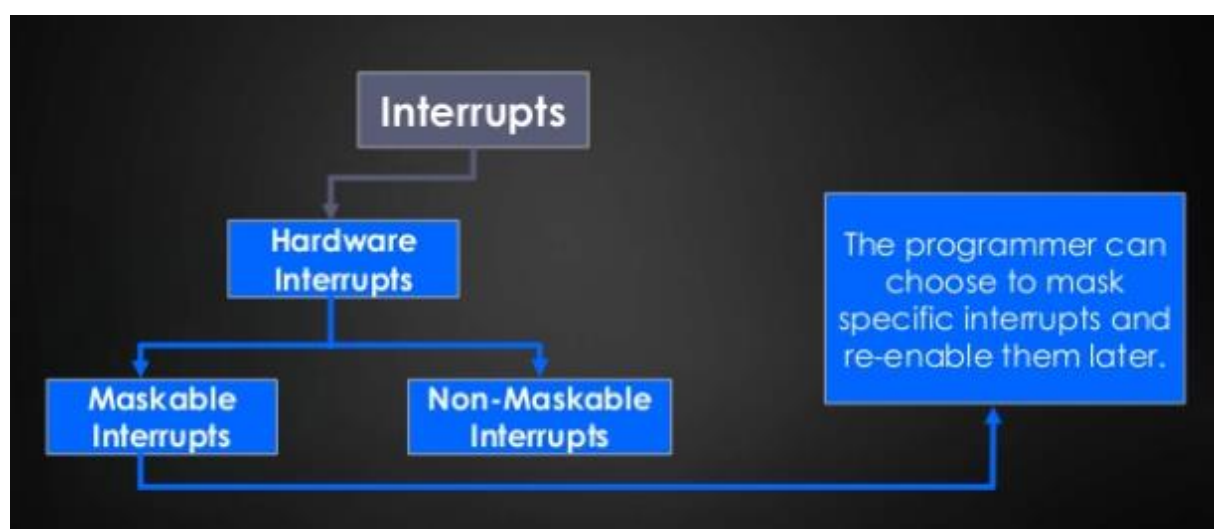 Interrupts
Hardware
Interrupts
Maskable
Interrupts
Non-Maskable
Interrupts
The programmer can
choose to mask
specific interrupts and
re-enable them later.